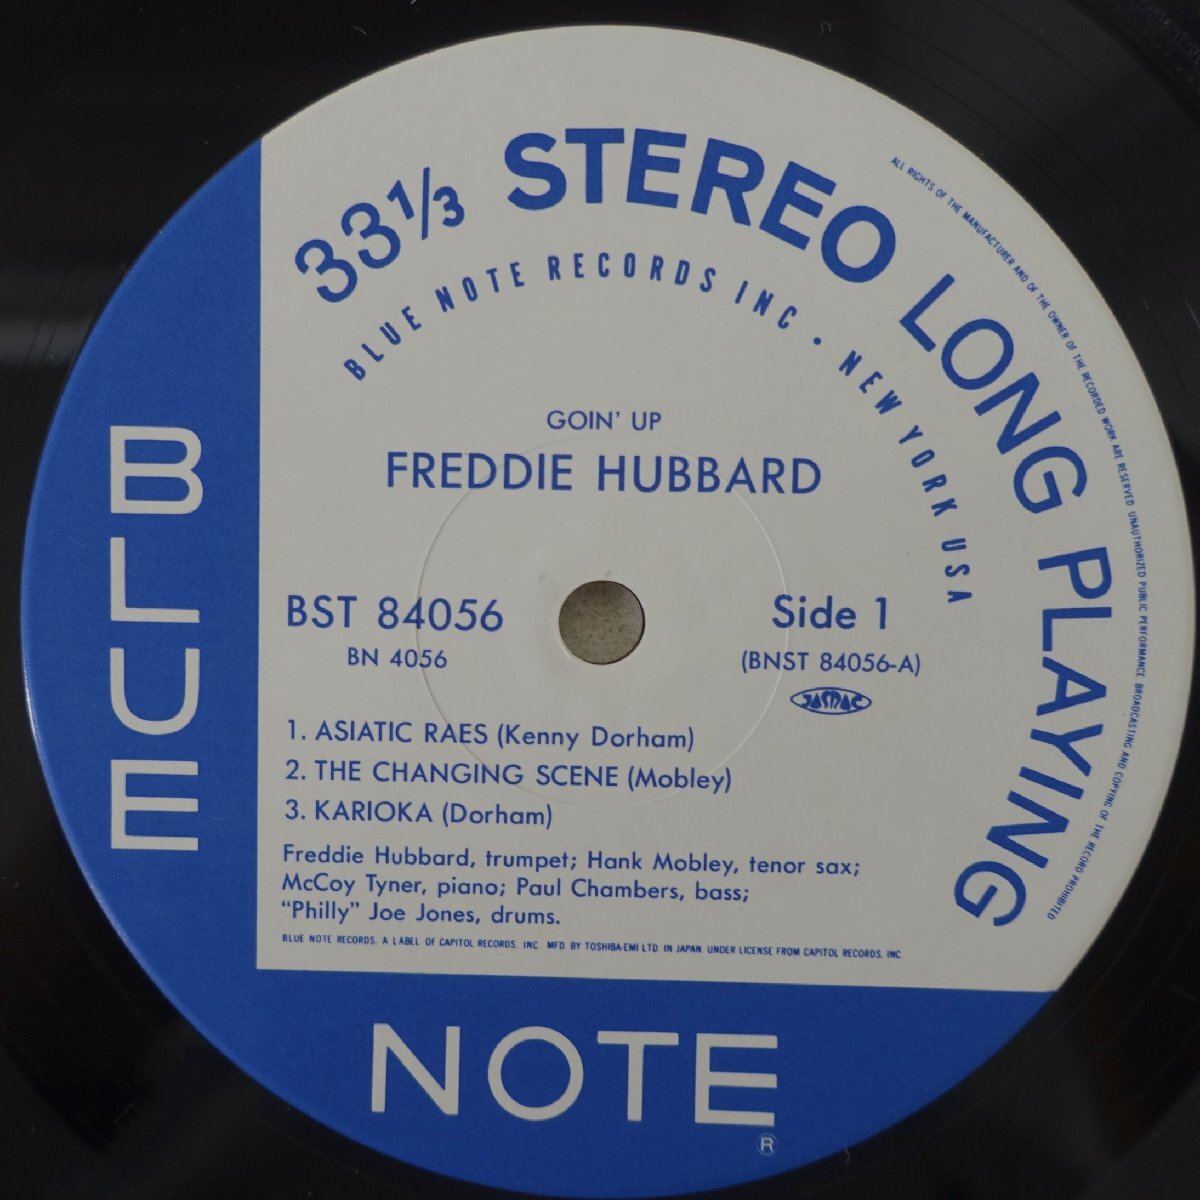 33⅓ STEREO LONG PLAYING
BLUE NOTE RECORDS INC • NEW YORK USA
ALL RIGHTS OF THE MANUFACTURER AND OF THE OWNER OF THE RECORDED WORK ARE RESERVED UNAUTHORIZED PUBLIC PERFORMANCE BROADCASTING AND COPYING OF THE RECORD PROHIBITED
GOIN' UP
FREDDIE HUBBARD
BST 84056
BN 4056
Side 1
(BNST 84056-A)
JASRAC
1. ASIATIC RAES (Kenny Dorham)
2. THE CHANGING SCENE (Mobley)
3. KARIOKA (Dorham)
Freddie Hubbard, trumpet; Hank Mobley, tenor sax;
McCoy Tyner, piano; Paul Chambers, bass;
"Philly" Joe Jones, drums.
BLUE NOTE RECORDS. A LABEL OF CAPITOL RECORDS. INC. MFD BY TOSHIBA-EMI LTD. IN JAPAN. UNDER LICENSE FROM CAPITOL RECORDS, INC
BLUE
NOTE
®